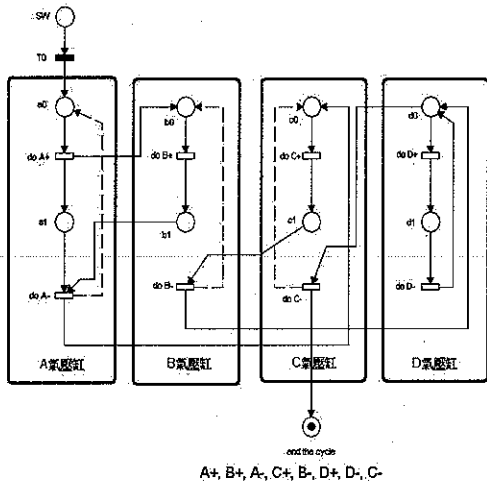 SW
T0
a0
b0
c0
d0
do A+
do B+
do C+
do D+
a1
b1
c1
d1
do A-
do B-
do C-
do D-
A氣壓缸
B氣壓缸
C氣壓缸
D氣壓缸
end the cycle
A+, B+, A-, C+, B-, D+, D-, C-